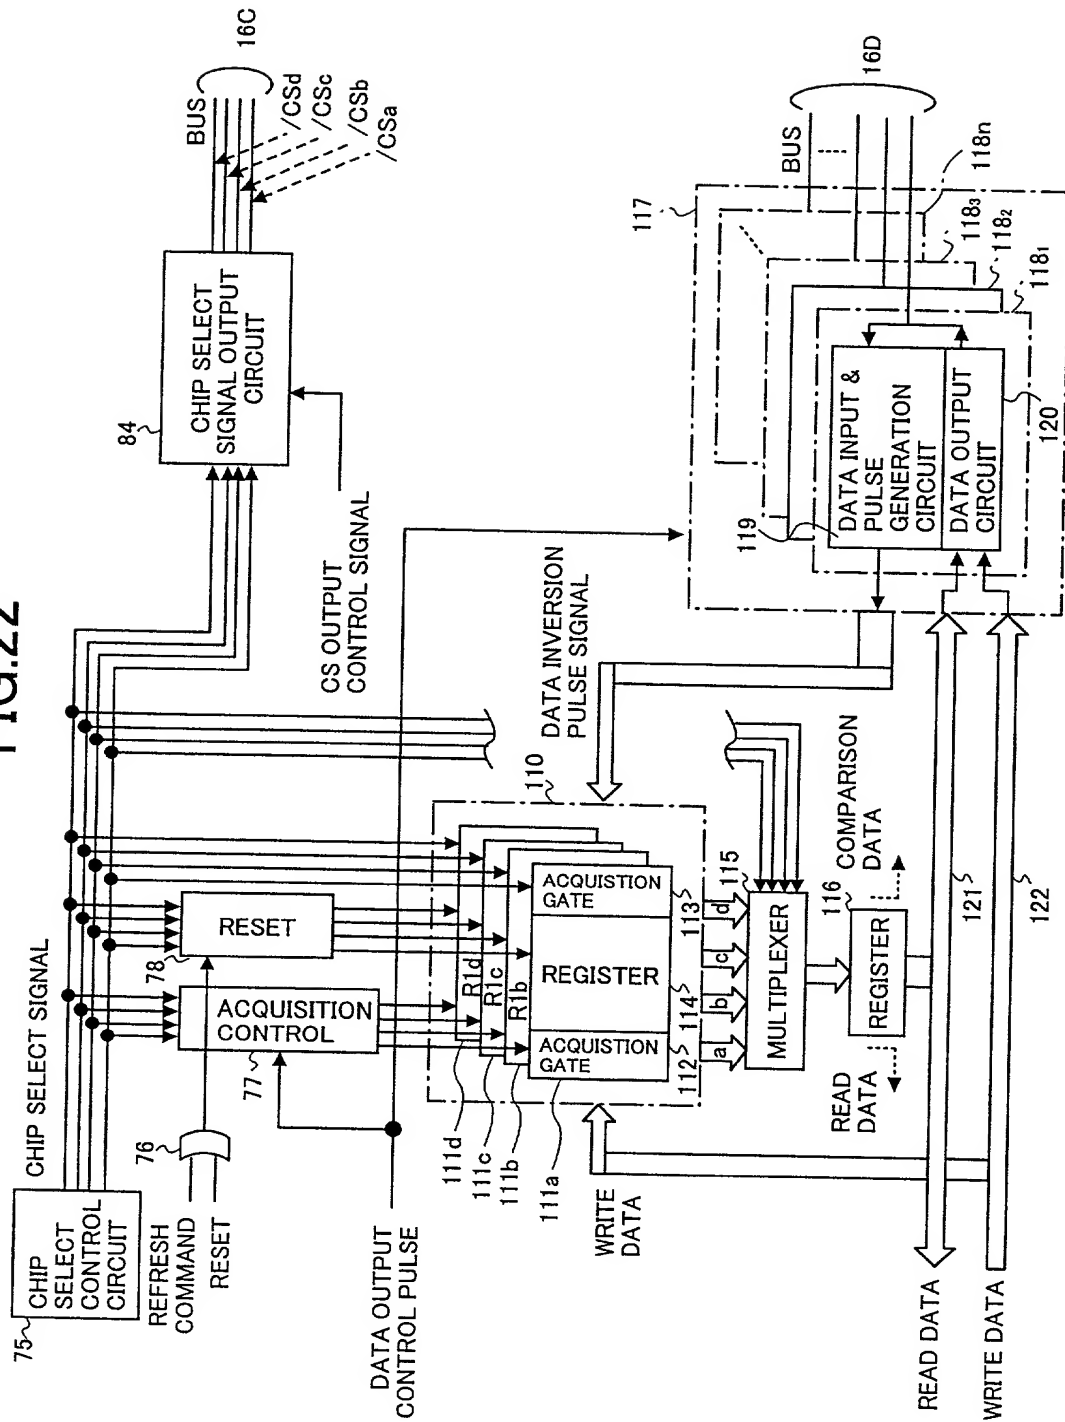 FIG.22
75
CHIP
SELECT
CONTROL
CIRCUIT
CHIP SELECT SIGNAL
REFRESH
COMMAND
RESET
76
77
ACQUISITION
CONTROL
78
RESET
84
CHIP SELECT
SIGNAL OUTPUT
CIRCUIT
BUS
16C
/CSd
/CSc
/CSb
/CSa
CS OUTPUT
CONTROL SIGNAL
DATA OUTPUT
CONTROL PULSE
DATA INVERSION
PULSE SIGNAL
110
111d
111c
111b
111a
R1d
R1c
R1b
ACQUISTION
GATE
REGISTER
ACQUISTION
GATE
112
114
113
WRITE
DATA
a
b
c
d
115
MULTIPLEXER
116
REGISTER
READ
DATA
COMPARISON
DATA
117
BUS
16D
118n
1183
1182
1181
119
DATA INPUT &
PULSE
GENERATION
CIRCUIT
DATA OUTPUT
CIRCUIT
120
READ DATA
121
WRITE DATA
122